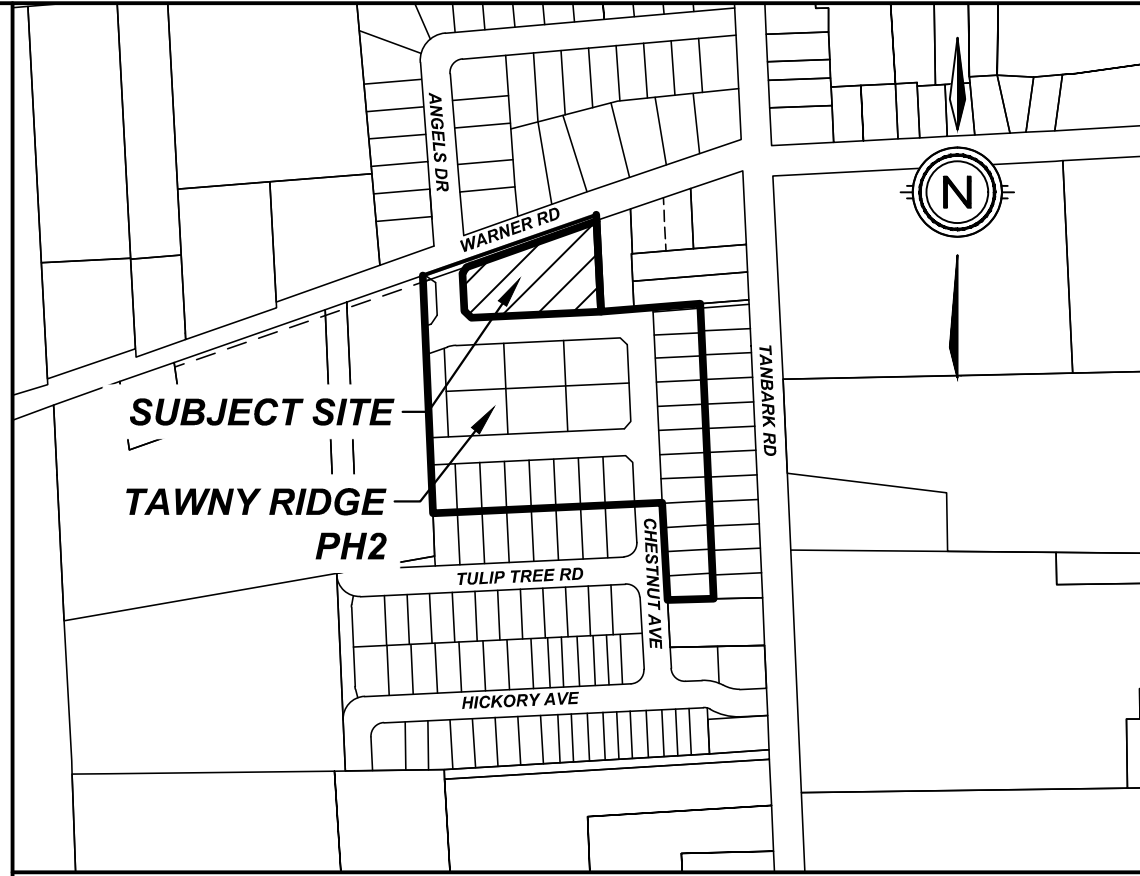 ANGELS DR
N
WARNER RD
TANBARK RD
SUBJECT SITE
TAWNY RIDGE
PH2
CHESTNUT AVE
TULIP TREE RD
HICKORY AVE